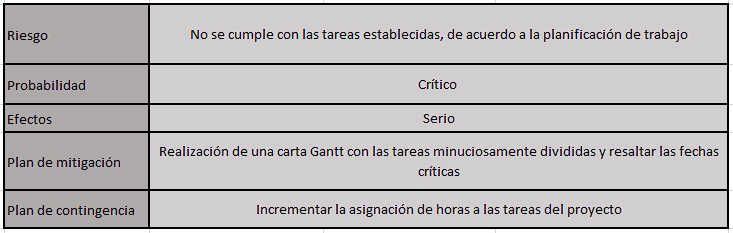 Riesgo
No se cumple con las tareas establecidas, de acuerdo a la planificación de trabajo
Probabilidad
Crítico
Efectos
Serio
Plan de mitigación
Realización de una carta Gantt con las tareas minuciosamente divididas y resaltar las fechas
críticas
Plan de contingencia
Incrementar la asignación de horas a las tareas del proyecto